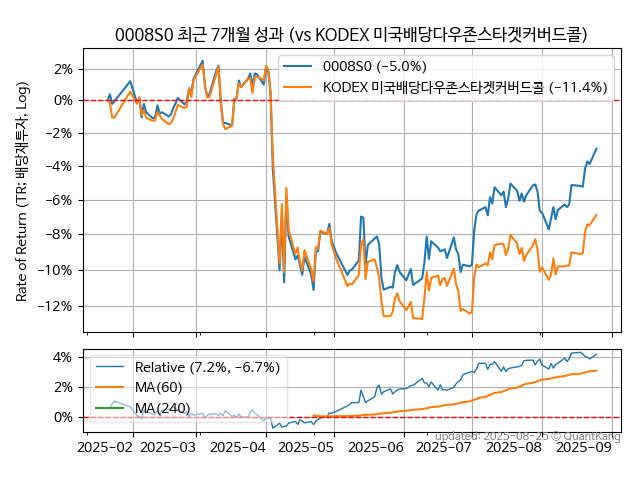 0008S0 최근 7개월 성과 (vs KODEX 미국배당다우존스타겟커버드콜)
Rate of Return (TR: 배당재투자, Log)
2%
0%
−2%
−4%
−6%
−8%
−10%
−12%
0008S0 (−5.0%)
KODEX 미국배당다우존스타겟커버드콜 (−11.4%)
4%
2%
0%
Relative (7.2%, −6.7%)
MA(60)
MA(240)
2025−02 2025−03 2025−04 2025−05 2025−06 2025−07 2025−08 2025−09
updated: 2025-08-25 © QuantKang